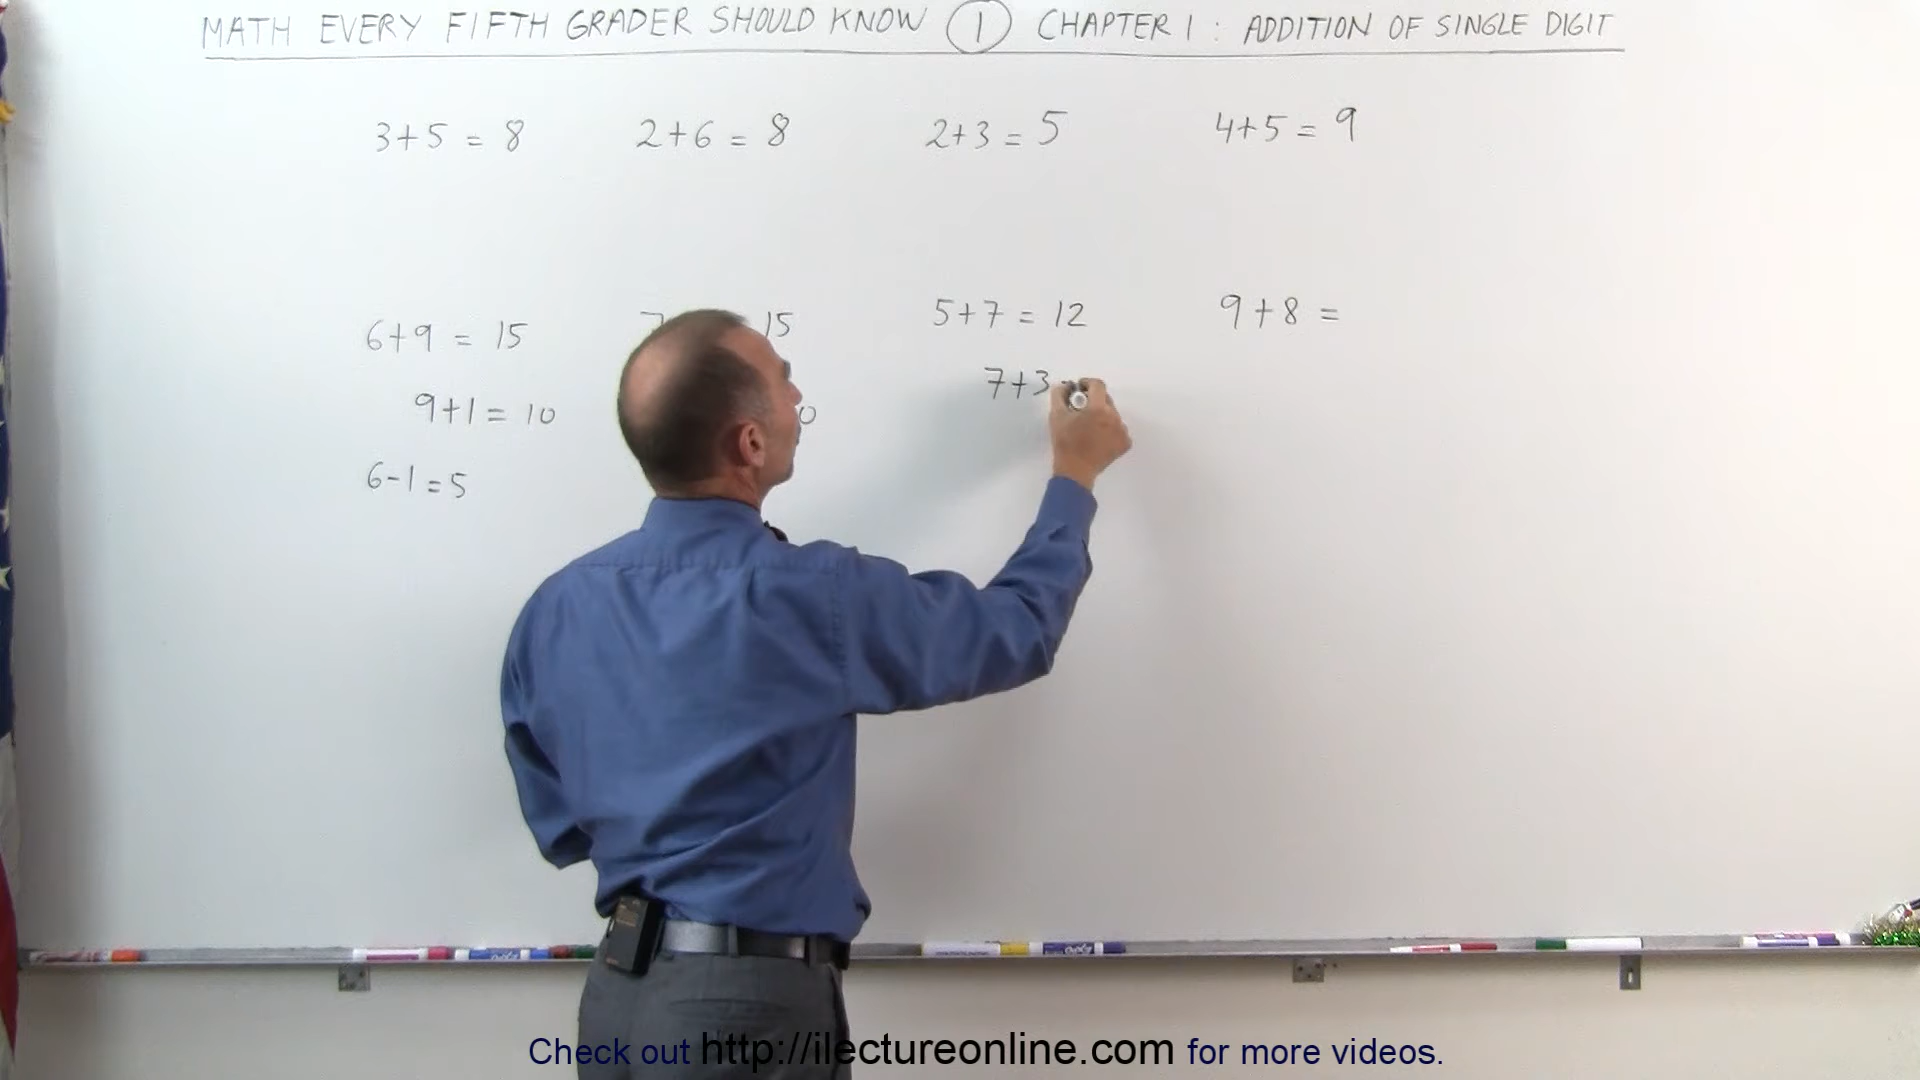 MATH EVERY FIFTH GRADER SHOULD KNOW 1 CHAPTER 1 : ADDITION OF SINGLE DIGIT
3+5 = 8 2+6 = 8 2+3 = 5 4+5 = 9
6+9 = 15 7 15 5+7 = 12 9+8 =
9+1 = 10 0 7+3
6-1 = 5
Check out http://ilectureonline.com for more videos.